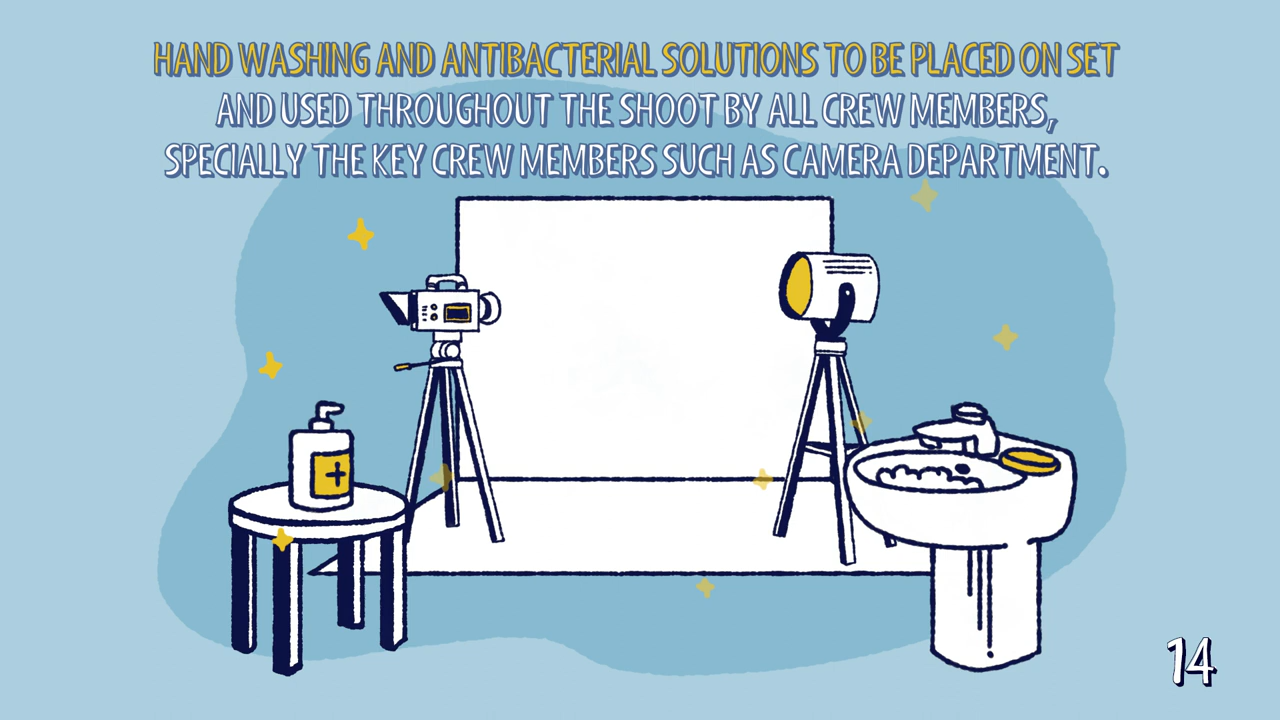 HAND WASHING AND ANTIBACTERIAL SOLUTIONS TO BE PLACED ON SET
AND USED THROUGHOUT THE SHOOT BY ALL CREW MEMBERS,
SPECIALLY THE KEY CREW MEMBERS SUCH AS CAMERA DEPARTMENT.
14